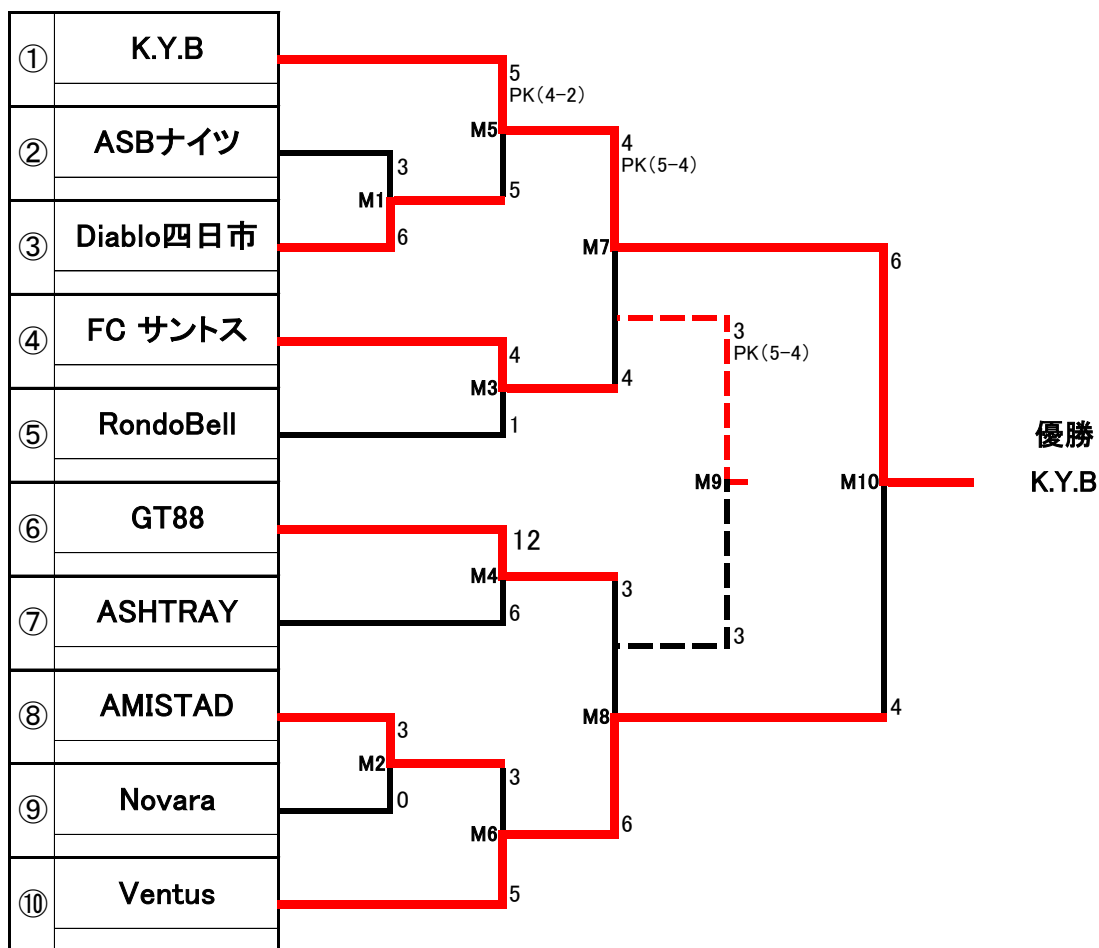 ① K.Y.B
② ASBナイツ
③ Diablo四日市
④ FC サントス
⑤ RondoBell
⑥ GT88
⑦ ASHTRAY
⑧ AMISTAD
⑨ Novara
⑩ Ventus
5
PK(4-2)
M5
3
M1
5
6
4
PK(5-4)
M7
6
4
M3
4
1
3
PK(5-4)
M9
M10
優勝
K.Y.B
12
M4
3
6
3
3
M8
4
M2
3
0
6
M6
5